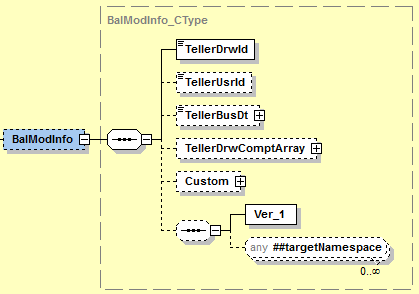 BalModInfo_CType
TellerDrwId
TellerUsrId
TellerBusDt
BalModInfo
TellerDrwComptArray
Custom
Ver_1
any ##targetNamespace
0..∞